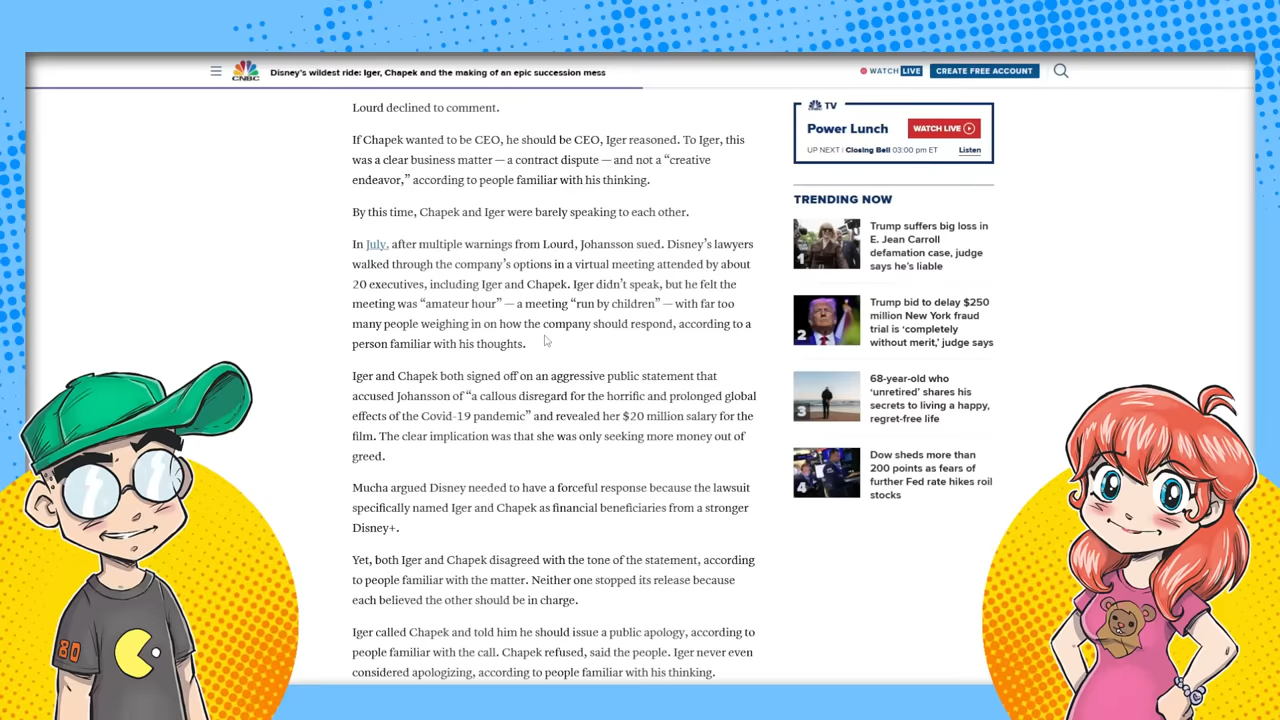 CNBC
Disney's wildest ride: Iger, Chapek and the making of an epic succession mess
WATCH LIVE
CREATE FREE ACCOUNT
Lourd declined to comment.
If Chapek wanted to be CEO, he should be CEO, Iger reasoned. To Iger, this
was a clear business matter — a contract dispute — and not a “creative
endeavor,” according to people familiar with his thinking.
By this time, Chapek and Iger were barely speaking to each other.
In July, after multiple warnings from Lourd, Johansson sued. Disney’s lawyers
walked through the company’s options in a virtual meeting attended by about
20 executives, including Iger and Chapek. Iger didn’t speak, but he felt the
meeting was “amateur hour” — a meeting “run by children” — with far too
many people weighing in on how the company should respond, according to a
person familiar with his thoughts.
Iger and Chapek both signed off on an aggressive public statement that
accused Johansson of “a callous disregard for the horrific and prolonged global
effects of the Covid-19 pandemic” and revealed her $20 million salary for the
film. The clear implication was that she was only seeking more money out of
greed.
Mucha argued Disney needed to have a forceful response because the lawsuit
specifically named Iger and Chapek as financial beneficiaries from a stronger
Disney+.
Yet, both Iger and Chapek disagreed with the tone of the statement, according
to people familiar with the matter. Neither one stopped its release because
each believed the other should be in charge.
Iger called Chapek and told him he should issue a public apology, according to
people familiar with the call. Chapek refused, said the people. Iger never even
considered apologizing, according to people familiar with his thinking.
TV
Power Lunch
WATCH LIVE
UP NEXT | Closing Bell 03:00 pm ET
Listen
TRENDING NOW
1
Trump suffers big loss in
E. Jean Carroll
defamation case, judge
says he’s liable
2
Trump bid to delay $250
million New York fraud
trial is ‘completely
without merit,’ judge says
3
68-year-old who
‘unretired’ shares his
secrets to living a happy,
regret-free life
4
Dow sheds more than
200 points as fears of
further Fed rate hikes roil
stocks
80